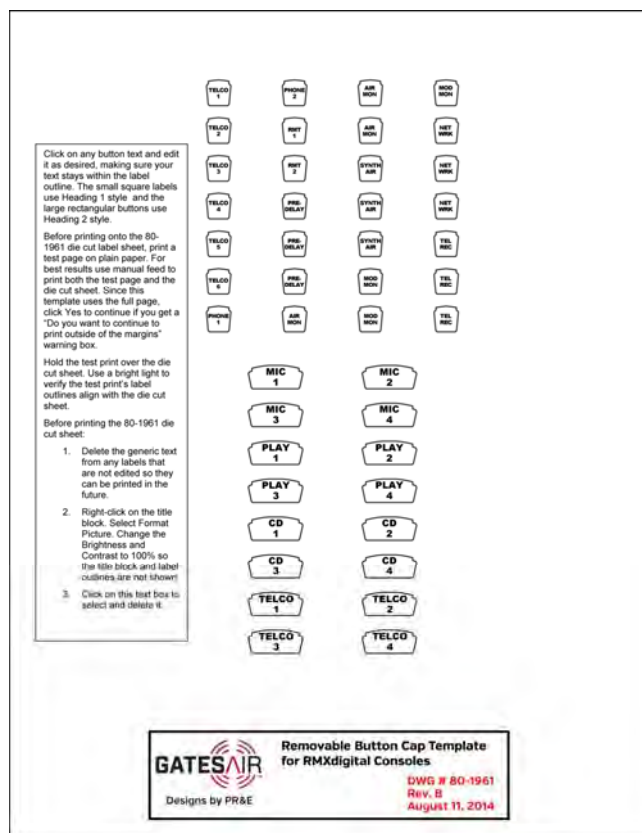 TELCO
1
PHONE
2
AIR
MON
MOD
MON
TELCO
2
RMT
1
AIR
MON
NET
WRK
TELCO
3
RMT
2
SYNTH
AIR
NET
WRK
TELCO
4
PRE-
DELAY
SYNTH
AIR
NET
WRK
TELCO
5
PRE-
DELAY
SYNTH
AIR
TEL
REC
TELCO
6
PRE-
DELAY
MOD
MON
TEL
REC
PHONE
1
AIR
MON
MOD
MON
TEL
REC
Click on any button text and edit
it as desired, making sure your
text stays within the label
outline. The small square labels
use Heading 1 style  and the
large rectangular buttons use
Heading 2 style.
Before printing onto the 80-
1961 die cut label sheet, print a
test page on plain paper. For
best results use manual feed to
print both the test page and the
die cut sheet. Since this
template uses the full page,
click Yes to continue if you get a
"Do you want to continue to
print outside of the margins"
warning box.
Hold the test print over the die
cut sheet. Use a bright light to
verify the test print's label
outlines align with the die cut
sheet.
Before printing the 80-1961 die
cut sheet:
1. Delete the generic text
from any labels that
are not edited so they
can be printed in the
future.
2. Right-click on the title
block. Select Format
Picture. Change the
Brightness and
Contrast to 100% so
the title block and label
outlines are not shown
3. Click on this text box to
select and delete it.
MIC
1
MIC
2
MIC
3
MIC
4
PLAY
1
PLAY
2
PLAY
3
PLAY
4
CD
1
CD
2
CD
3
CD
4
TELCO
1
TELCO
2
TELCO
3
TELCO
4
GATESAIR
Designs by PR&E
Removable Button Cap Template
for RMXdigital Consoles
DWG # 80-1961
Rev. B
August 11, 2014